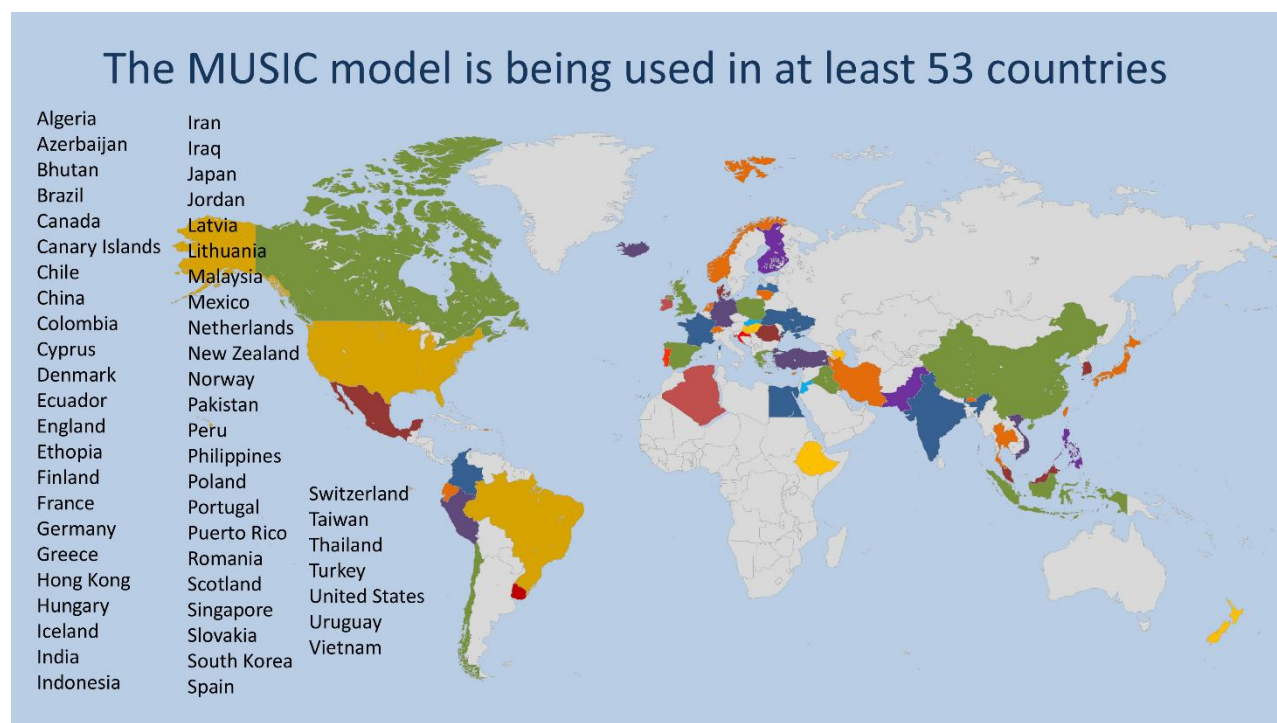 The MUSIC model is being used in at least 53 countries
Algeria
Azerbaijan
Bhutan
Brazil
Canada
Canary Islands
Chile
China
Colombia
Cyprus
Denmark
Ecuador
England
Ethopia
Finland
France
Germany
Greece
Hong Kong
Hungary
Iceland
India
Indonesia
Iran
Iraq
Japan
Jordan
Latvia
Lithuania
Malaysia
Mexico
Netherlands
New Zealand
Norway
Pakistan
Peru
Philippines
Poland
Portugal
Puerto Rico
Romania
Scotland
Singapore
Slovakia
South Korea
Spain
Switzerland
Taiwan
Thailand
Turkey
United States
Uruguay
Vietnam